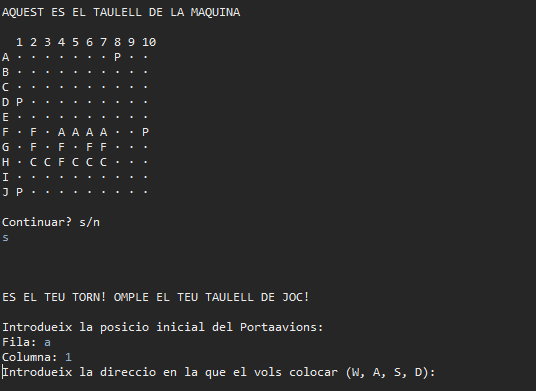 AQUEST ES EL TAULELL DE LA MAQUINA
1 2 3 4 5 6 7 8 9 10
A · · · · · · · P · ·
B · · · · · · · · · ·
C · · · · · · · · · ·
D P · · · · · · · · ·
E · · · · · · · · · ·
F · F · A A A A · · P
G · F · F · F F · · ·
H · C C F C C C · · ·
I · · · · · · · · · ·
J P · · · · · · · · ·
Continuar? s/n
s
ES EL TEU TORN! OMPLE EL TEU TAULELL DE JOC!
Introdueix la posicio inicial del Portaavions:
Fila: a
Columna: 1
Introdueix la direccio en la que el vols colocar (W, A, S, D):